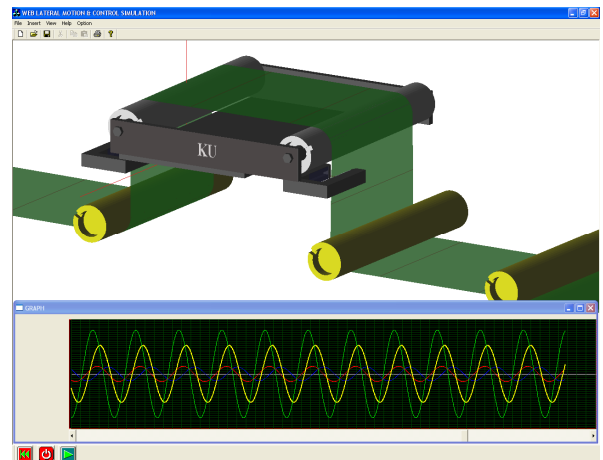 WEB LATERAL MOTION & CONTROL SIMULATION
File Insert View Help Option
KU
GRAPH